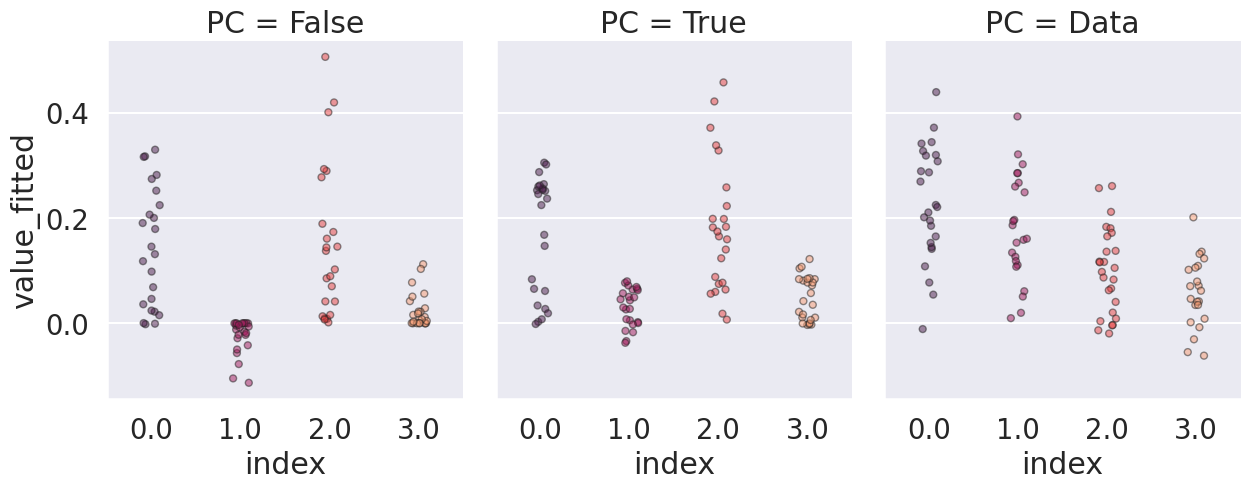 PC = False
PC = True
PC = Data
value_fitted
0.4
0.2
0.0
0.0 1.0 2.0 3.0
0.0 1.0 2.0 3.0
0.0 1.0 2.0 3.0
index
index
index